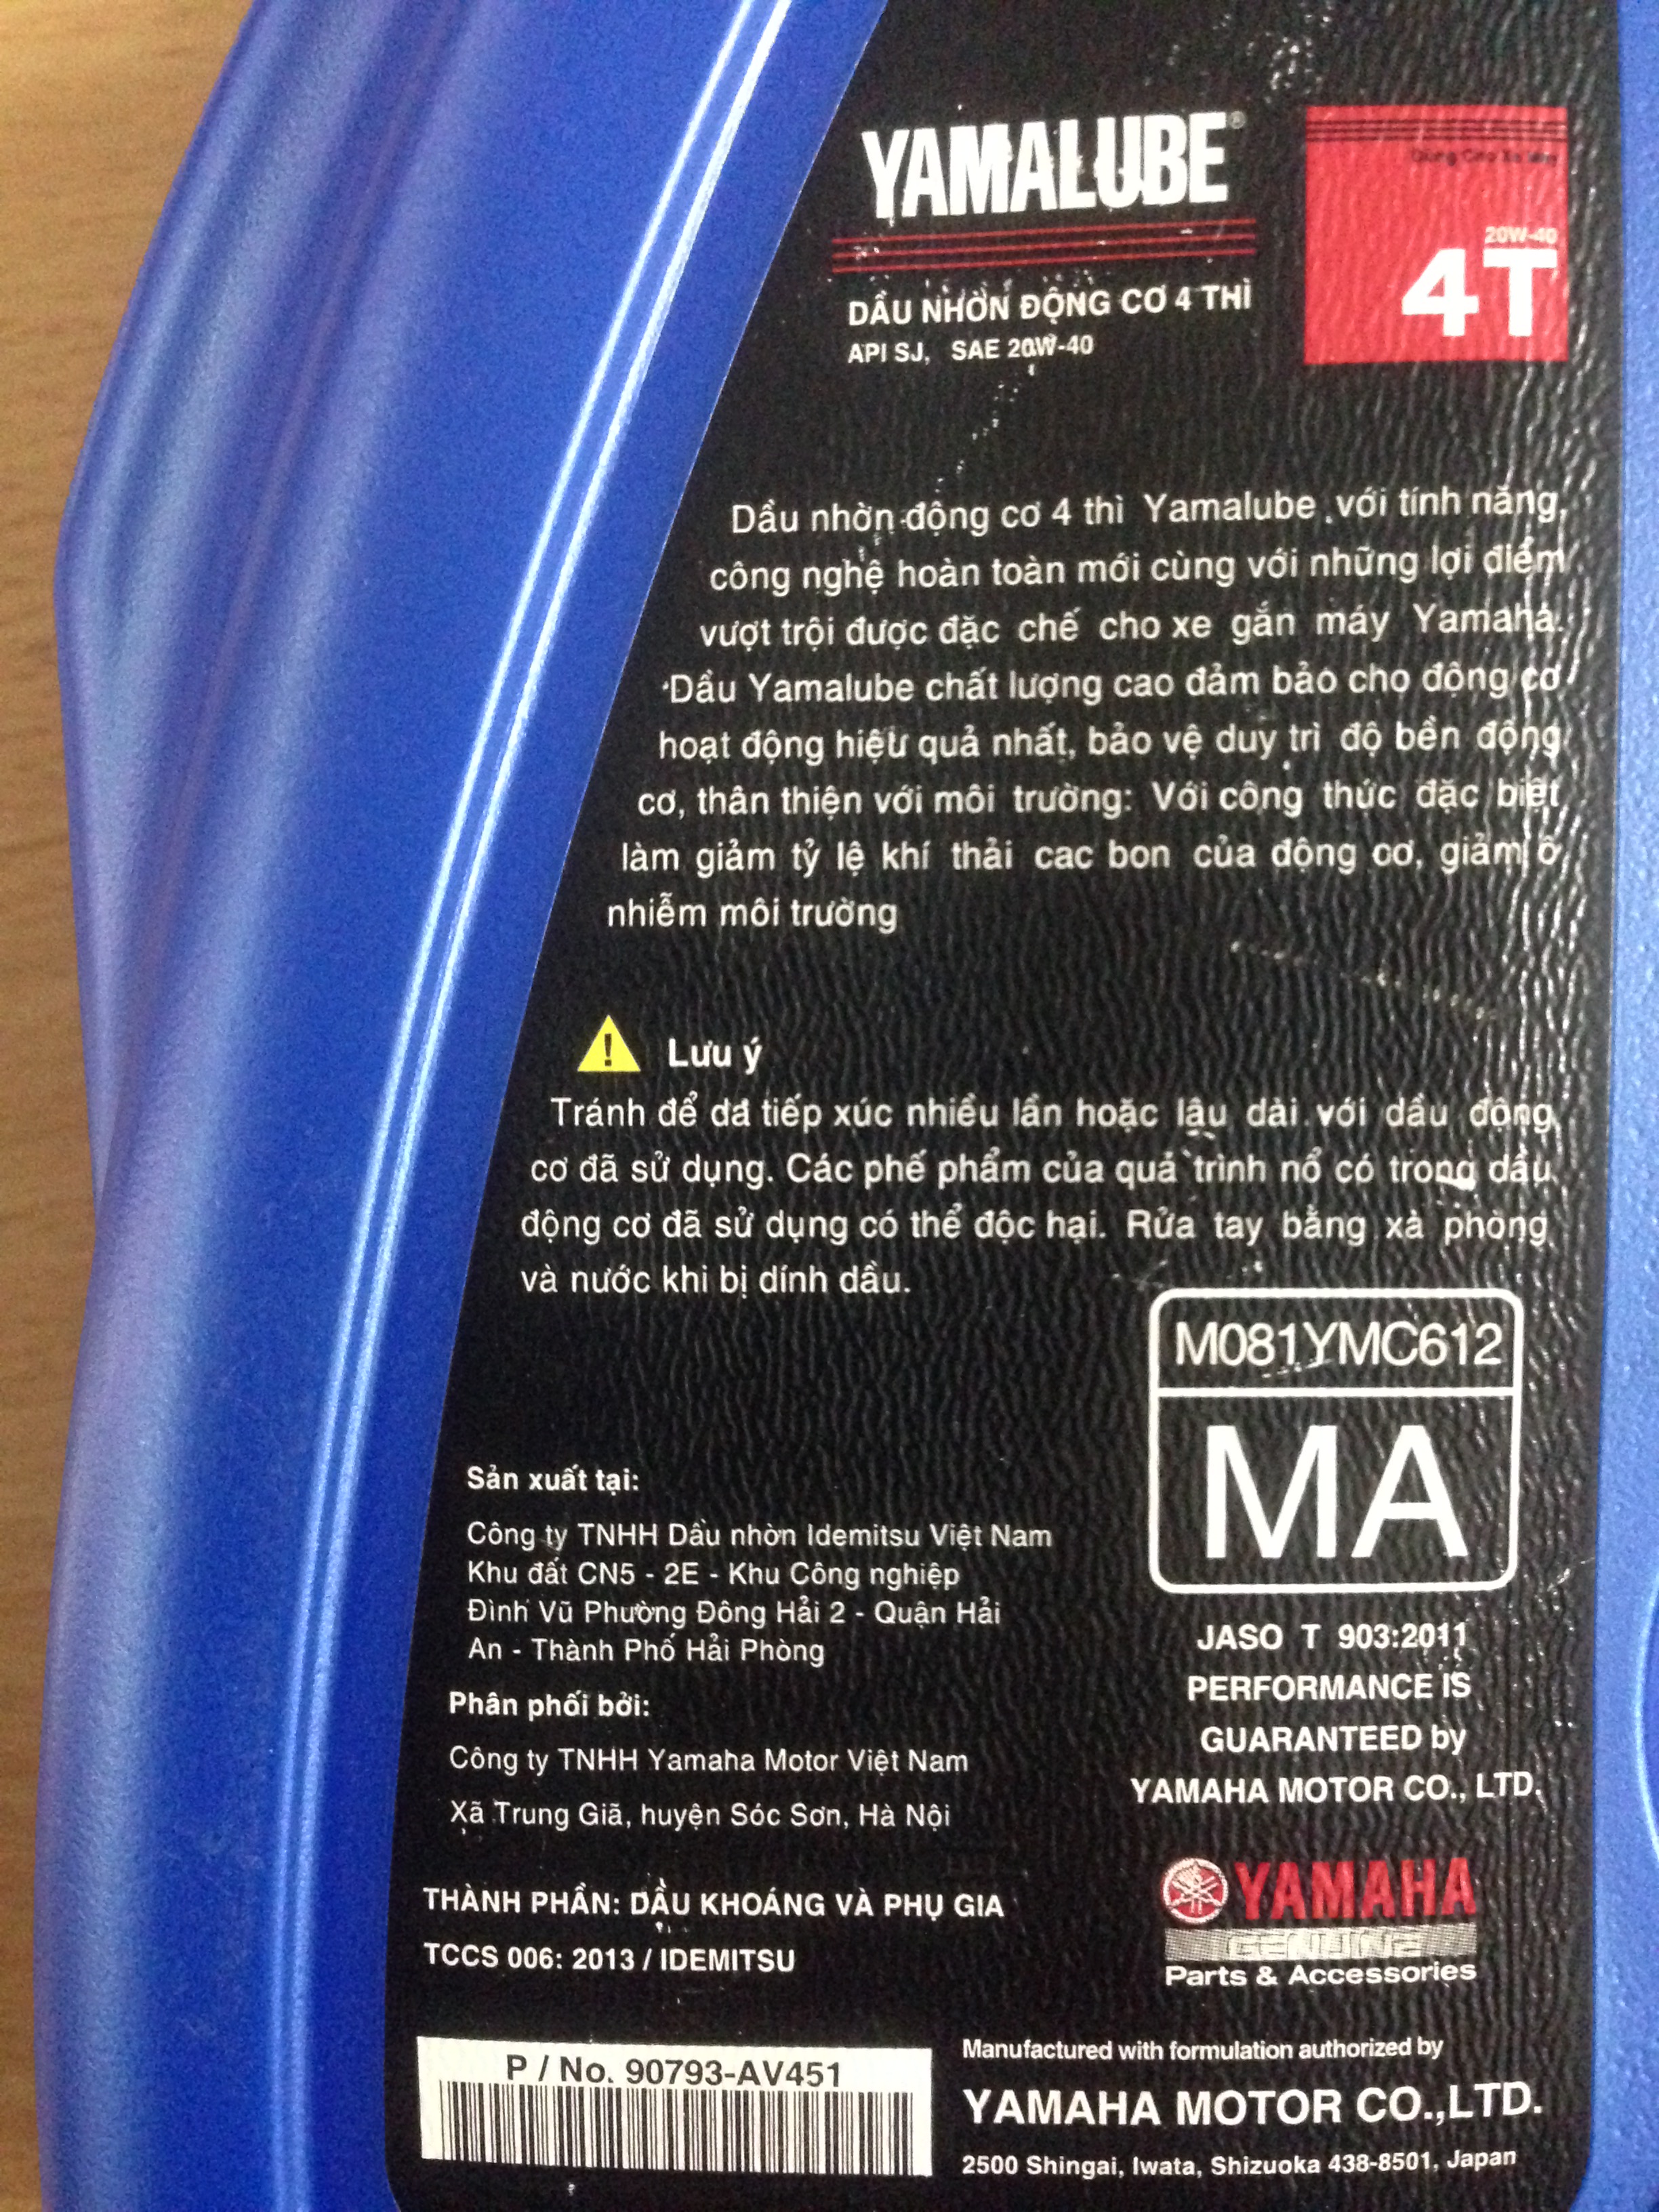 YAMALUBE®
Dùng Cho Xe Máy
20W-40
4T
DẦU NHỜN ĐỘNG CƠ 4 THÌ
API SJ, SAE 20W-40
Dầu nhờn động cơ 4 thì Yamalube với tính năng,
công nghệ hoàn toàn mới cùng với những lợi điểm
vượt trội được đặc chế cho xe gắn máy Yamaha.
Dầu Yamalube chất lượng cao đảm bảo cho động cơ
hoạt động hiệu quả nhất, bảo vệ duy trì độ bền động
cơ, thân thiện với môi trường: Với công thức đặc biệt
làm giảm tỷ lệ khí thải cac bon của động cơ, giảm ô
nhiễm môi trường
! Lưu ý
Tránh để da tiếp xúc nhiều lần hoặc lâu dài với dầu động
cơ đã sử dụng. Các phế phẩm của quá trình nổ có trong dầu
động cơ đã sử dụng có thể độc hại. Rửa tay bằng xà phòng
và nước khi bị dính dầu.
M081YMC612
MA
JASO T 903:2011
PERFORMANCE IS
GUARANTEED by
YAMAHA MOTOR CO., LTD.
Sản xuất tại:
Công ty TNHH Dầu nhờn Idemitsu Việt Nam
Khu đất CN5 - 2E - Khu Công nghiệp
Đình Vũ Phường Đông Hải 2 - Quận Hải
An - Thành Phố Hải Phòng
Phân phối bởi:
Công ty TNHH Yamaha Motor Việt Nam
Xã Trung Giã, huyện Sóc Sơn, Hà Nội
THÀNH PHẦN: DẦU KHOÁNG VÀ PHỤ GIA
TCCS 006: 2013 / IDEMITSU
YAMAHA
GENUINE
Parts & Accessories
P / No. 90793-AV451
Manufactured with formulation authorized by
YAMAHA MOTOR CO.,LTD.
2500 Shingai, Iwata, Shizuoka 438-8501, Japan